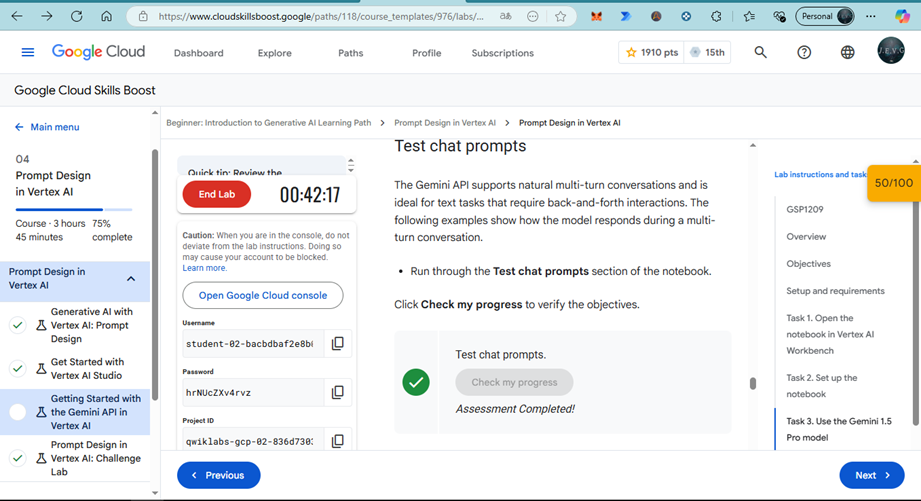 https://www.cloudskillsboost.google/paths/118/course_templates/976/labs/...
Personal
Google Cloud
Dashboard
Explore
Paths
Profile
Subscriptions
1910 pts
15th
Google Cloud Skills Boost
Main menu
04
Prompt Design
in Vertex AI
Course · 3 hours
45 minutes
75%
complete
Prompt Design in
Vertex AI
Generative AI with
Vertex AI: Prompt
Design
Get Started with
Vertex AI Studio
Getting Started with
the Gemini API in
Vertex AI
Prompt Design in
Vertex AI: Challenge
Lab
Beginner: Introduction to Generative AI Learning Path > Prompt Design in Vertex AI > Prompt Design in Vertex AI
Quick tip: Review the
End Lab
00:42:17
Caution: When you are in the console, do not
deviate from the lab instructions. Doing so
may cause your account to be blocked.
Learn more.
Open Google Cloud console
Username
student-02-bacbdbaf2e8b
Password
hrNUcZXv4rvz
Project ID
qwiklabs-gcp-02-836d730
Test chat prompts
The Gemini API supports natural multi-turn conversations and is
ideal for text tasks that require back-and-forth interactions. The
following examples show how the model responds during a multi-
turn conversation.
• Run through the Test chat prompts section of the notebook.
Click Check my progress to verify the objectives.
Test chat prompts.
Check my progress
Assessment Completed!
Lab instructions and task
50/100
GSP1209
Overview
Objectives
Setup and requirements
Task 1. Open the
notebook in Vertex AI
Workbench
Task 2. Set up the
notebook
Task 3. Use the Gemini 1.5
Pro model
Previous
Next